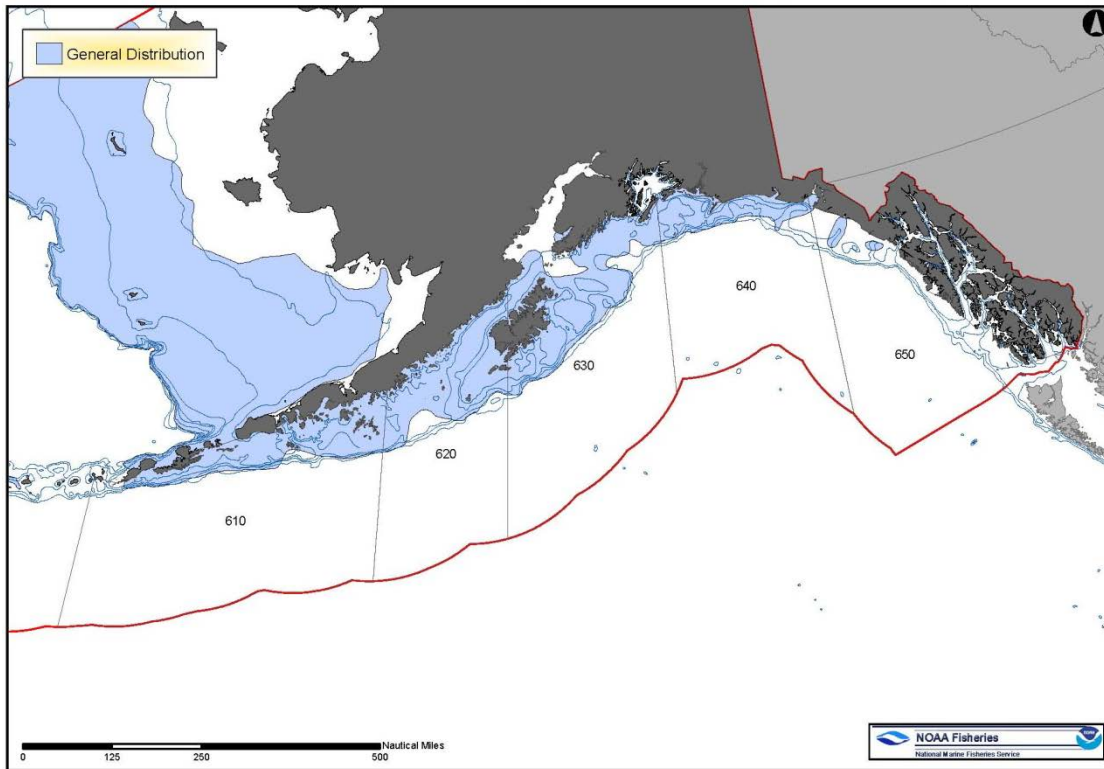 General Distribution
640
650
630
620
610
Nautical Miles
0 125 250 500
NOAA Fisheries
National Marine Fisheries Service